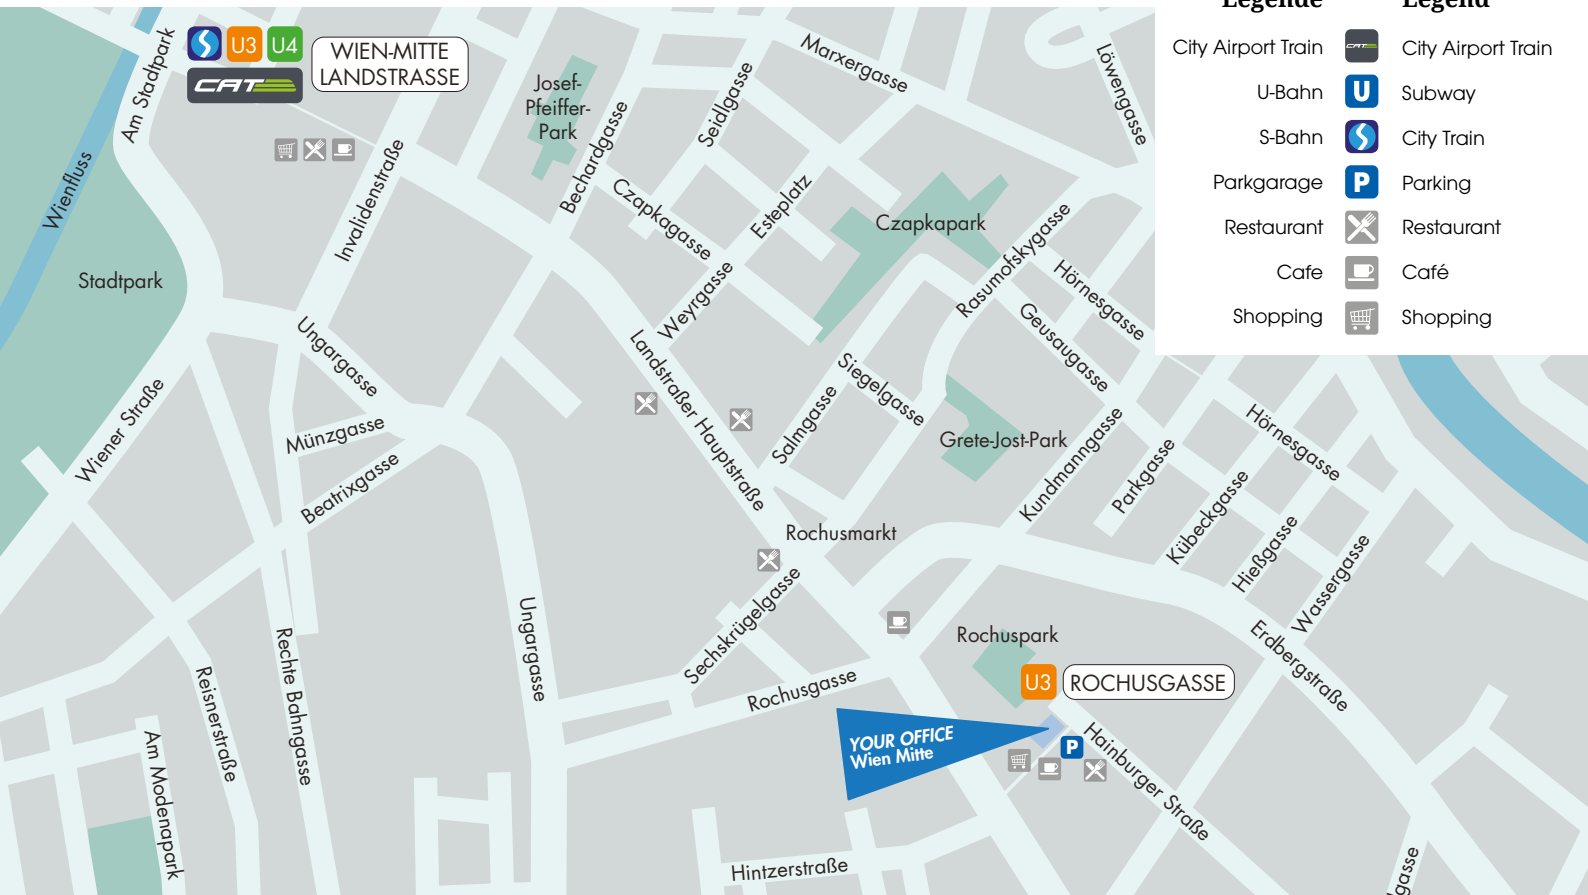 Legende Legend
City Airport Train CAT City Airport Train
U-Bahn U Subway
S-Bahn S City Train
Parkgarage P Parking
Restaurant Restaurant
Cafe Café
Shopping Shopping
S U3 U4
CAT
WIEN-MITTE
LANDSTRASSE
Am Stadtpark
Wienfluss
Stadtpark
Invalidenstraße
Josef-
Pfeiffer-
Park
Bechardgasse
Seidlgasse
Marxergasse
Löwengasse
Czapkagasse
Esteplatz
Czapkapark
Weyrgasse
Rasumofskygasse
Hörnesgasse
Geusaugasse
Ungargasse
Landstraßer Hauptstraße
Siegelgasse
Salmgasse
Grete-Jost-Park
Wiener Straße
Münzgasse
Beatrixgasse
Kundmanngasse
Parkgasse
Hörnesgasse
Kübeckgasse
Hießgasse
Wassergasse
Rochusmarkt
Sechskrügelgasse
Ungargasse
Rechte Bahngasse
Reisnerstraße
Am Modenapark
Rochusgasse
Rochuspark
U3 ROCHUSGASSE
Erdbergstraße
YOUR OFFICE
Wien Mitte
P
Hainburger Straße
Hintzerstraße
gasse